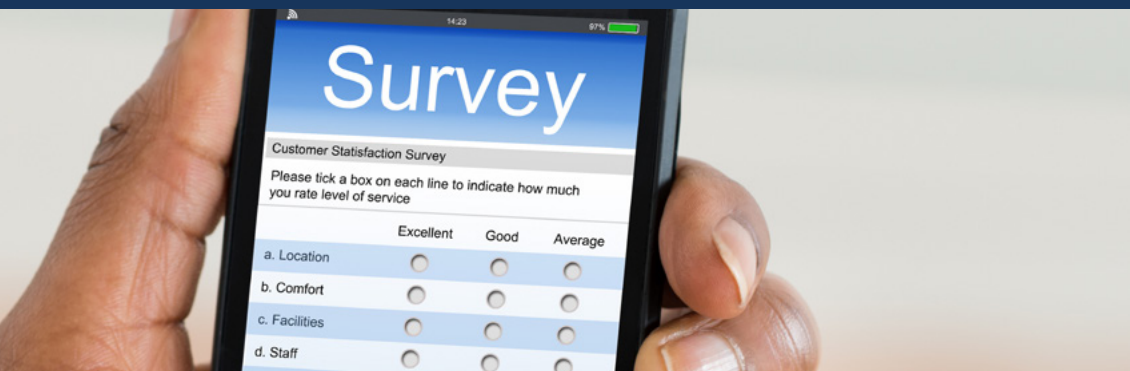 14:23 97%
Survey
Customer Statisfaction Survey
Please tick a box on each line to indicate how much
you rate level of service
Excellent Good Average
a. Location
b. Comfort
c. Facilities
d. Staff